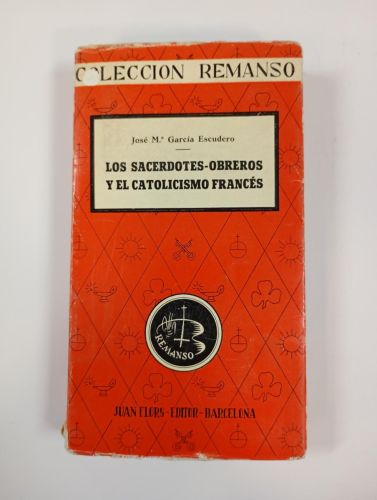 COLECCION REMANSO
José M.ª García Escudero
LOS SACERDOTES-OBREROS
Y EL CATOLICISMO FRANCÉS
REMANSO
JUAN FLORS-EDITOR-BARCELONA